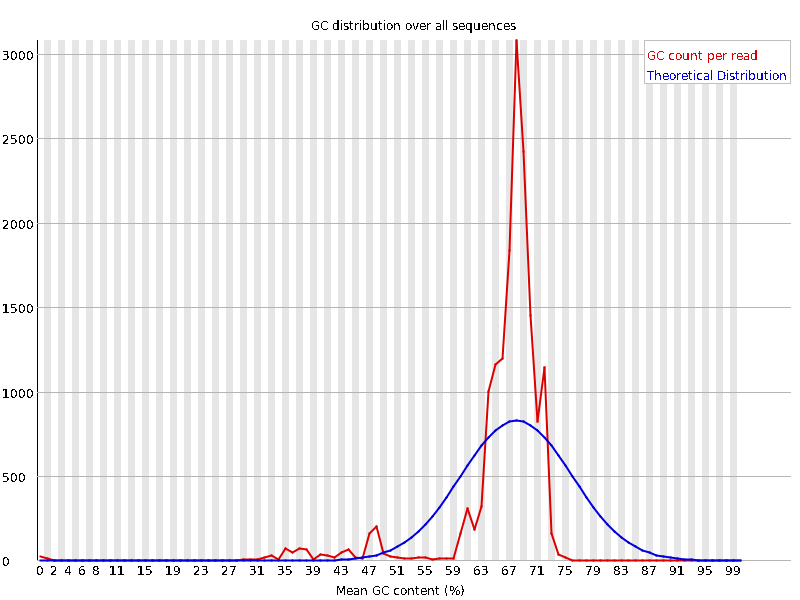 GC distribution over all sequences
GC count per read
Theoretical Distribution
3000
2500
2000
1500
1000
500
0
0 2 4 6 8 11 15 19 23 27 31 35 39 43 47 51 55 59 63 67 71 75 79 83 87 91 95 99
Mean GC content (%)